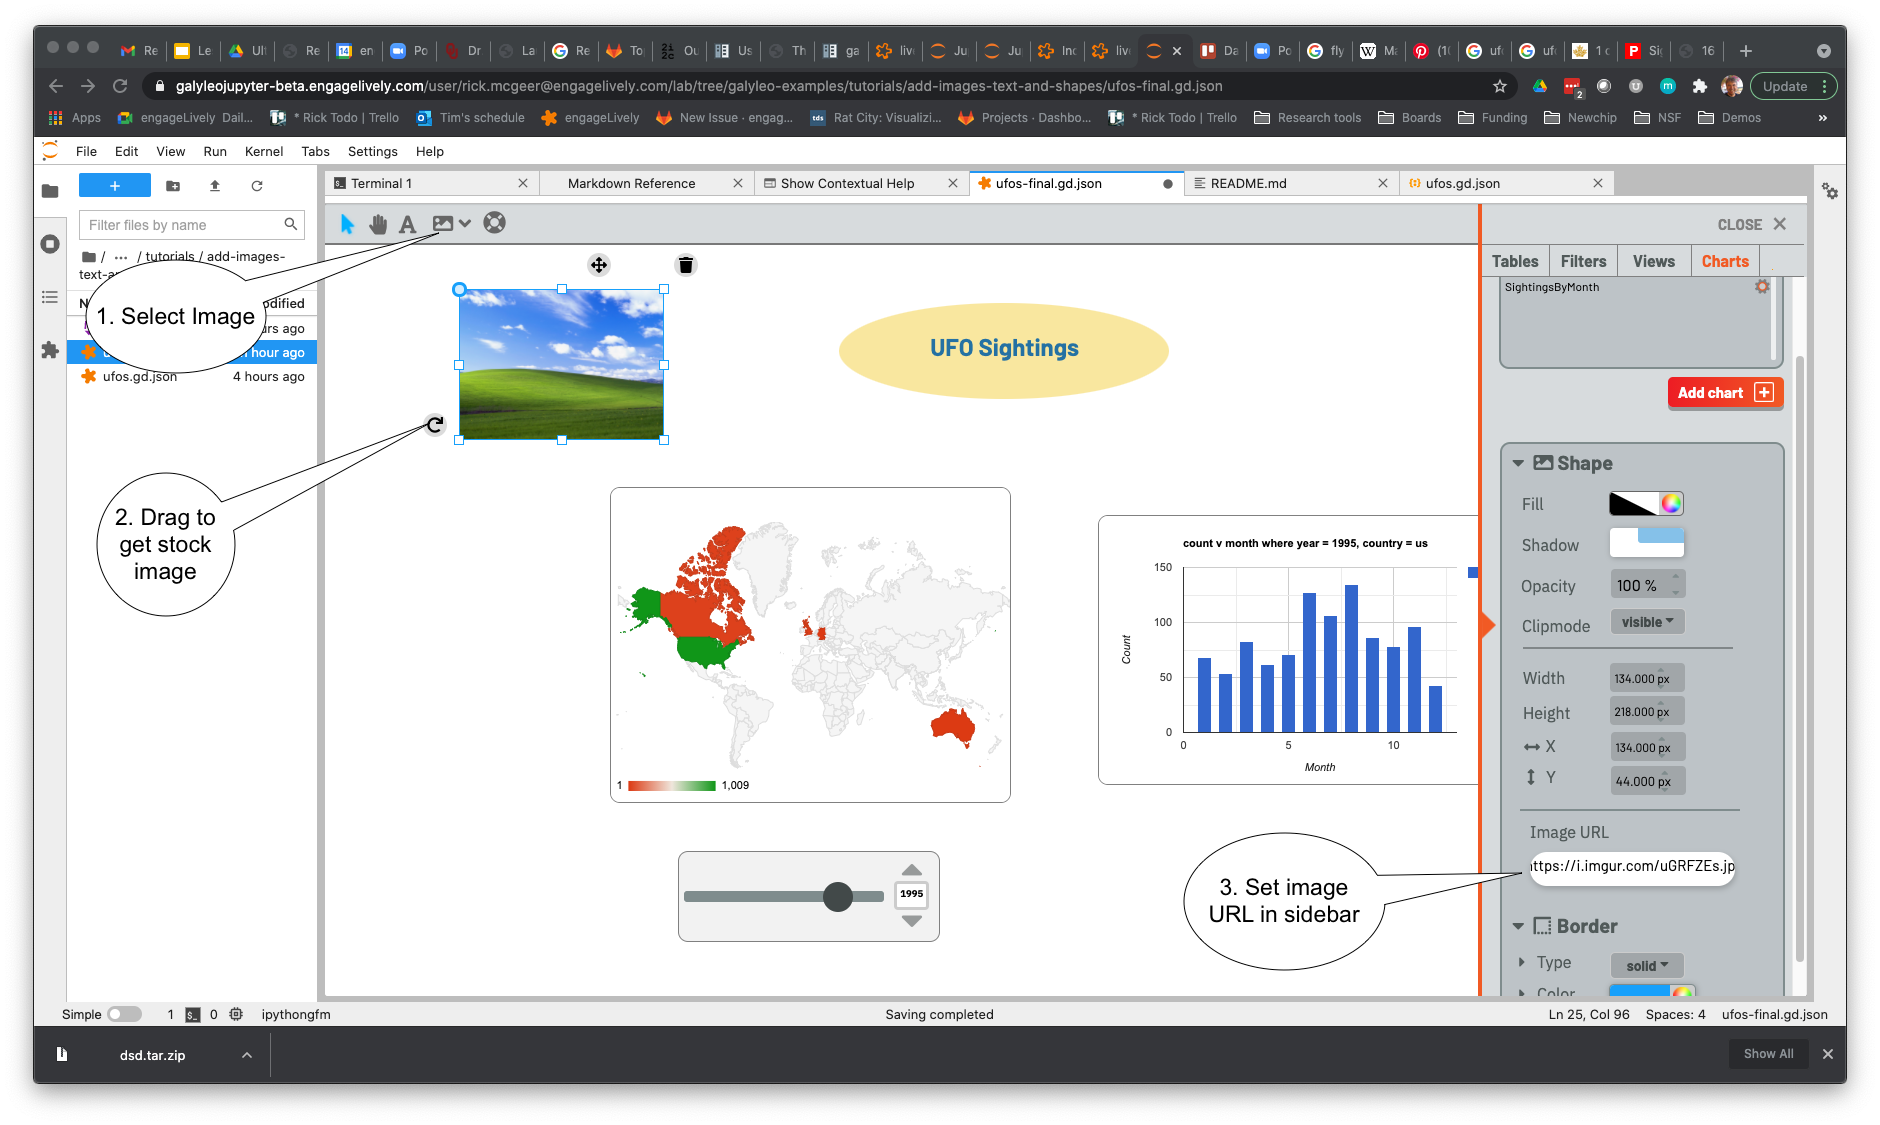 Re
Le
Ult
Re
en
Po
Dr
La
Re
To
Ou
Us
Th
ga
live
Ju
Ju
Inc
live
Da
Po
fly
Ma
(10
ufo
ufo
1 c
Sig
16
galyleojupyter-beta.engagelively.com/user/rick.mcgeer@engagelively.com/lab/tree/galyleo-examples/tutorials/add-images-text-and-shapes/ufos-final.gd.json
2
Update
Apps
engageLively Dail...
* Rick Todo | Trello
Tim's schedule
engageLively
New Issue · engag...
tds
Rat City: Visualizi...
Projects · Dashbo...
* Rick Todo | Trello
Research tools
Boards
Funding
Newchip
NSF
Demos
»
File Edit View Run Kernel Tabs Settings Help
Terminal 1
Markdown Reference
Show Contextual Help
ufos-final.gd.json
README.md
ufos.gd.json
Filter files by name
CLOSE
/ ··· / tutorials / add-images-
text-a
odified
urs ago
hour ago
ufos.gd.json 4 hours ago
1. Select Image
2. Drag to
get stock
image
UFO Sightings
1 1,009
count v month where year = 1995, country = us
150
100
50
0
Count
0 5 10
Month
1995
3. Set image
URL in sidebar
Tables Filters Views Charts
SightingsByMonth
Add chart
Shape
Fill
Shadow
Opacity 100 %
Clipmode visible
Width 134.000 px
Height 218.000 px
X 134.000 px
Y 44.000 px
Image URL
ttps://i.imgur.com/uGRFZEs.jp
Border
Type solid
Color
Simple 1 0 ipythongfm
Saving completed
Ln 25, Col 96 Spaces: 4 ufos-final.gd.json
dsd.tar.zip
Show All